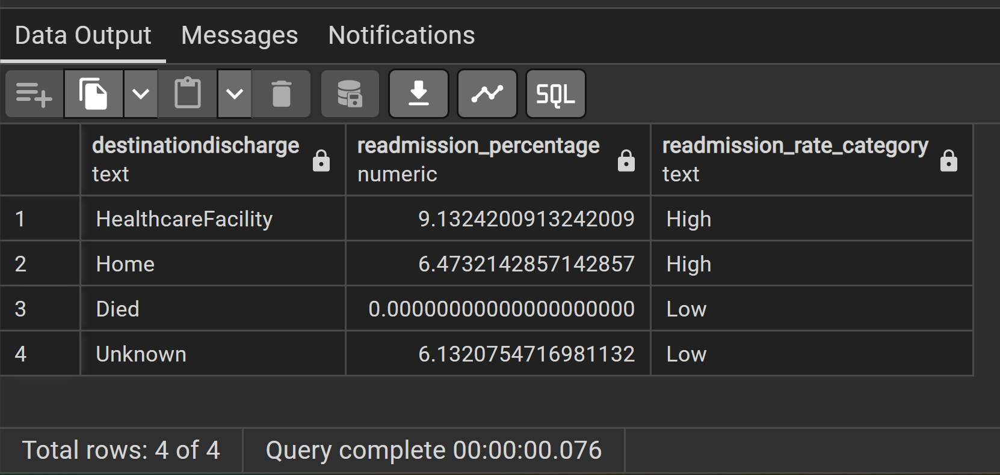 Data Output Messages Notifications
SQL
destinationdischarge readmission_percentage readmission_rate_category
text numeric text
1 HealthcareFacility 9.1324200913242009 High
2 Home 6.4732142857142857 High
3 Died 0.00000000000000000000 Low
4 Unknown 6.1320754716981132 Low
Total rows: 4 of 4 Query complete 00:00:00.076